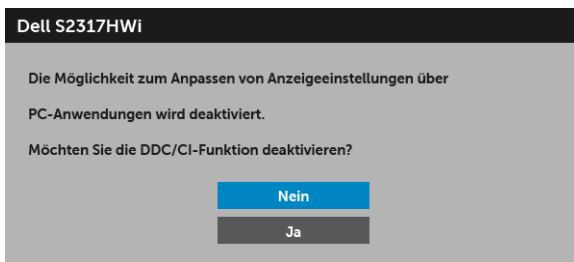 Dell S2317HWi
Die Möglichkeit zum Anpassen von Anzeigeeinstellungen über
PC-Anwendungen wird deaktiviert.
Möchten Sie die DDC/CI-Funktion deaktivieren?
Nein
Ja